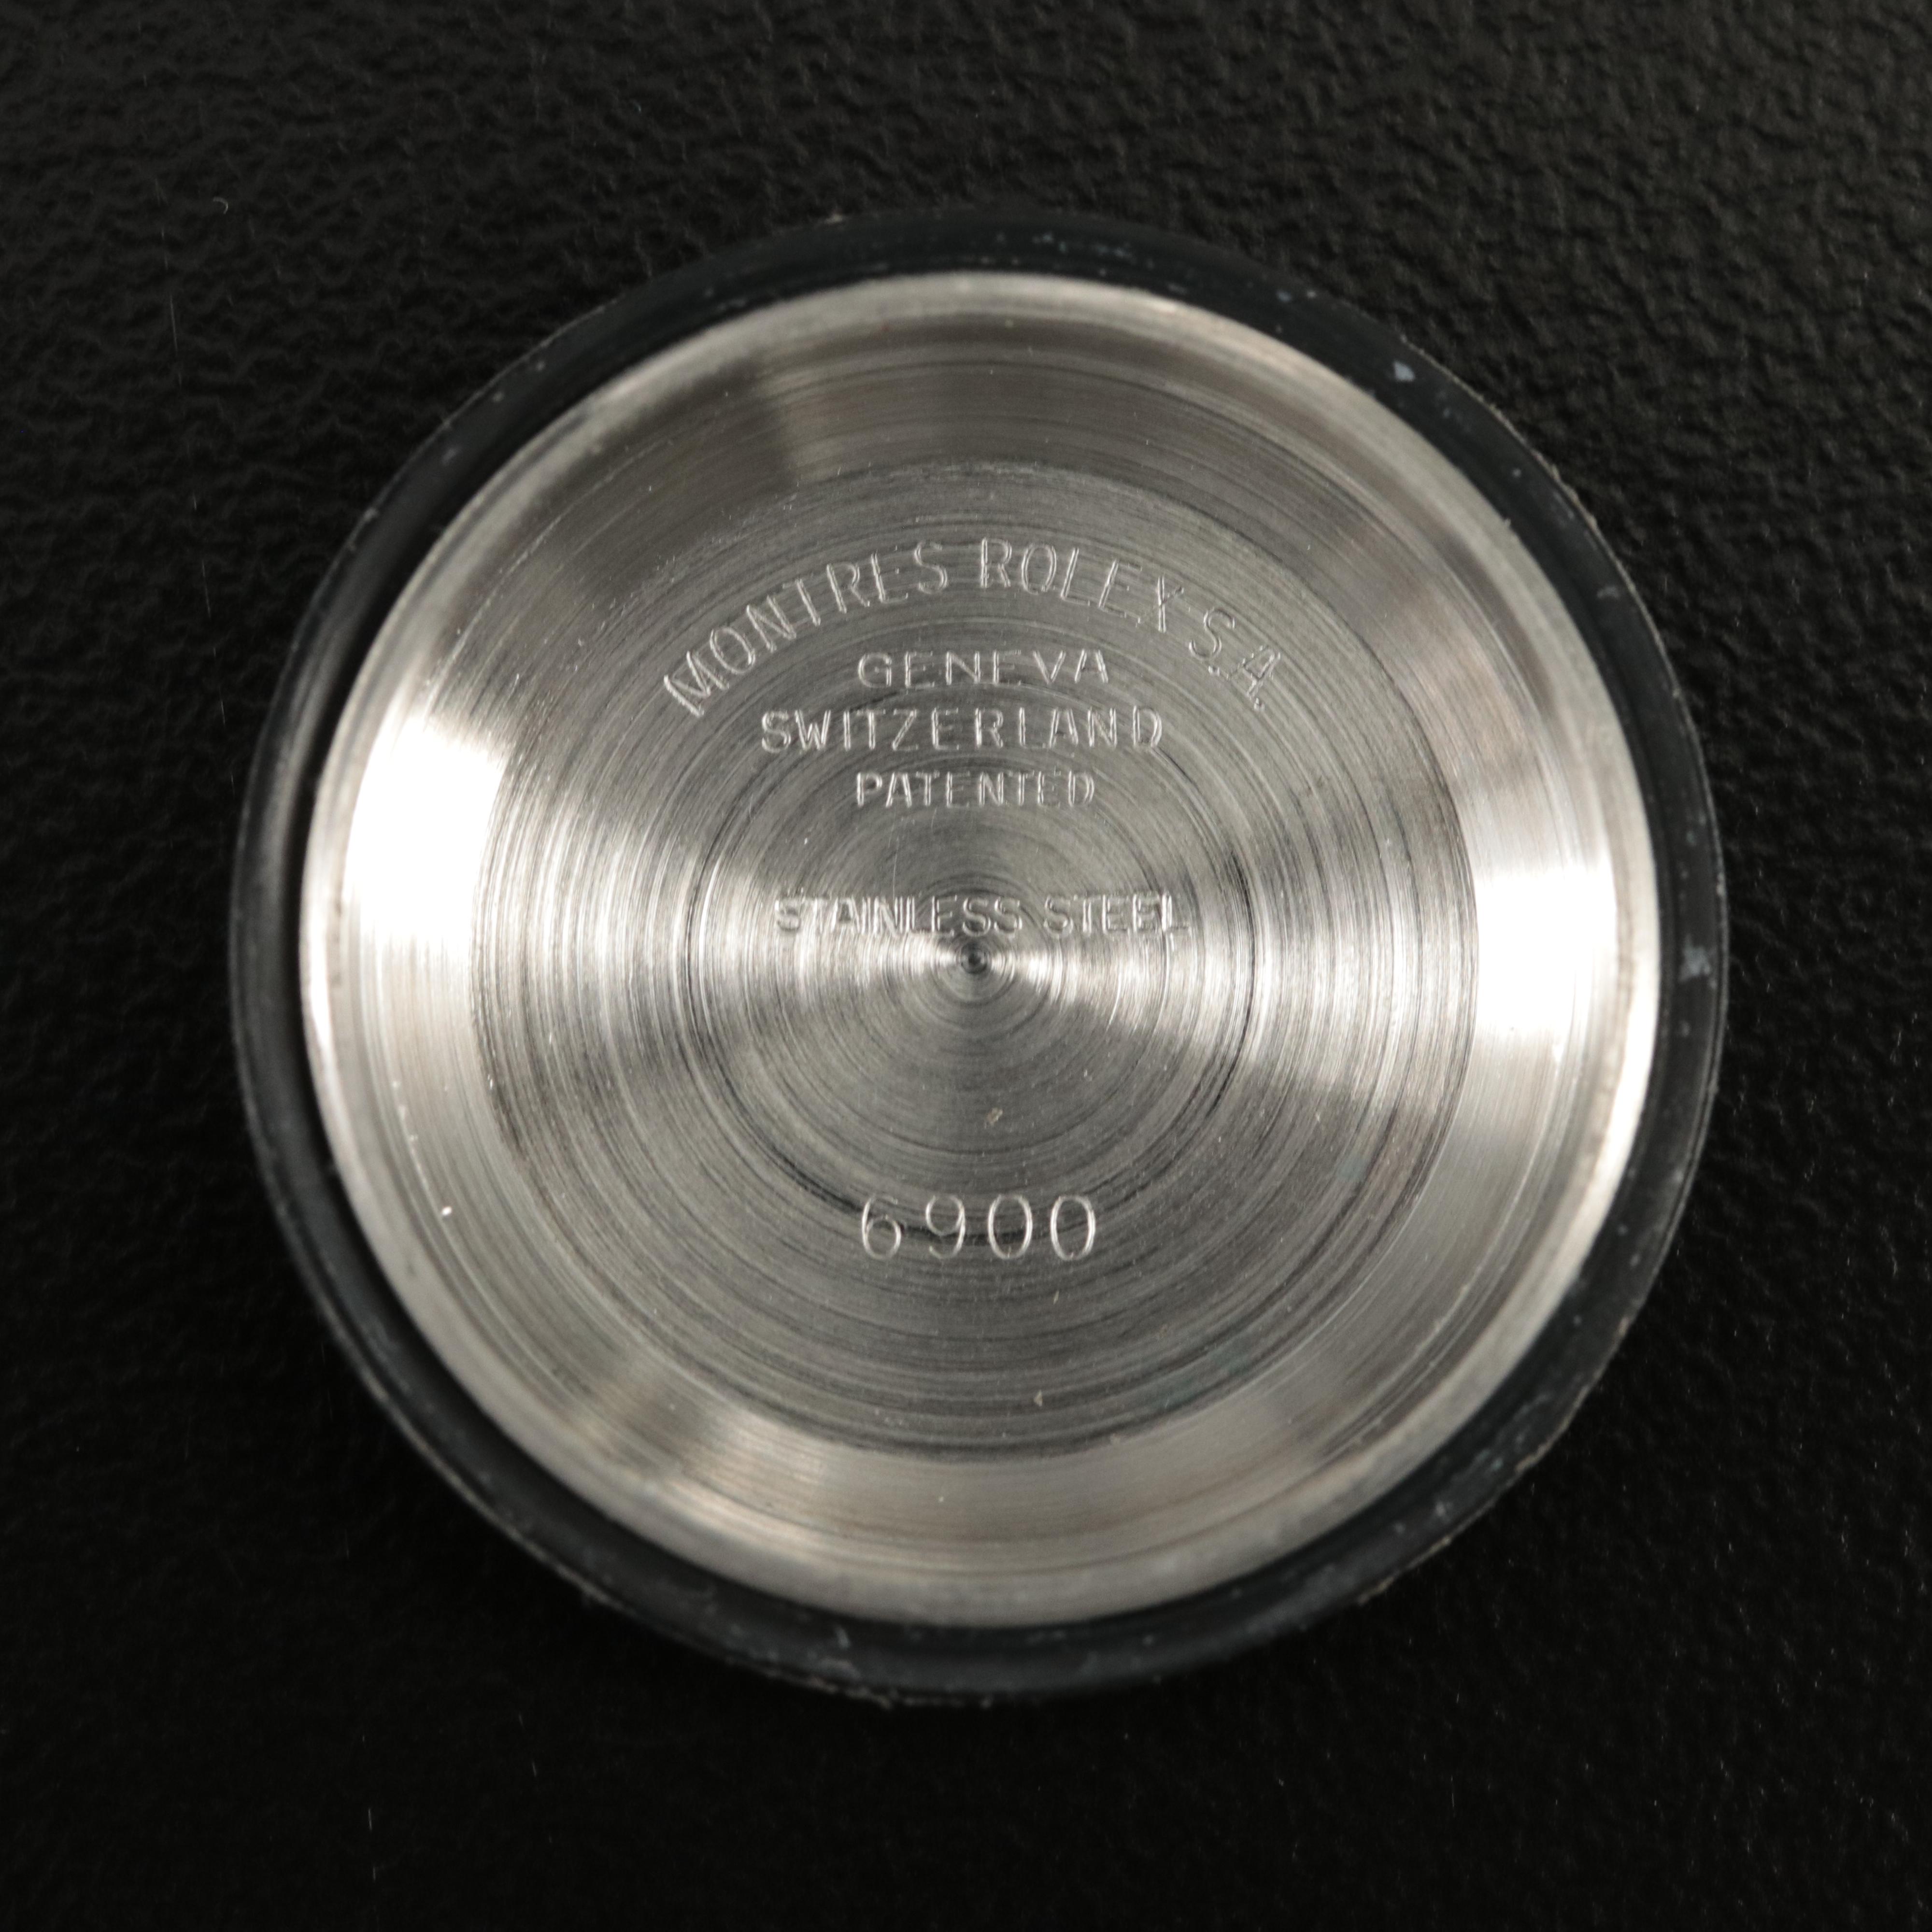 MONTRES ROLEX S.A.
GENEVA
SWITZERLAND
PATENTED
STAINLESS STEEL
6900